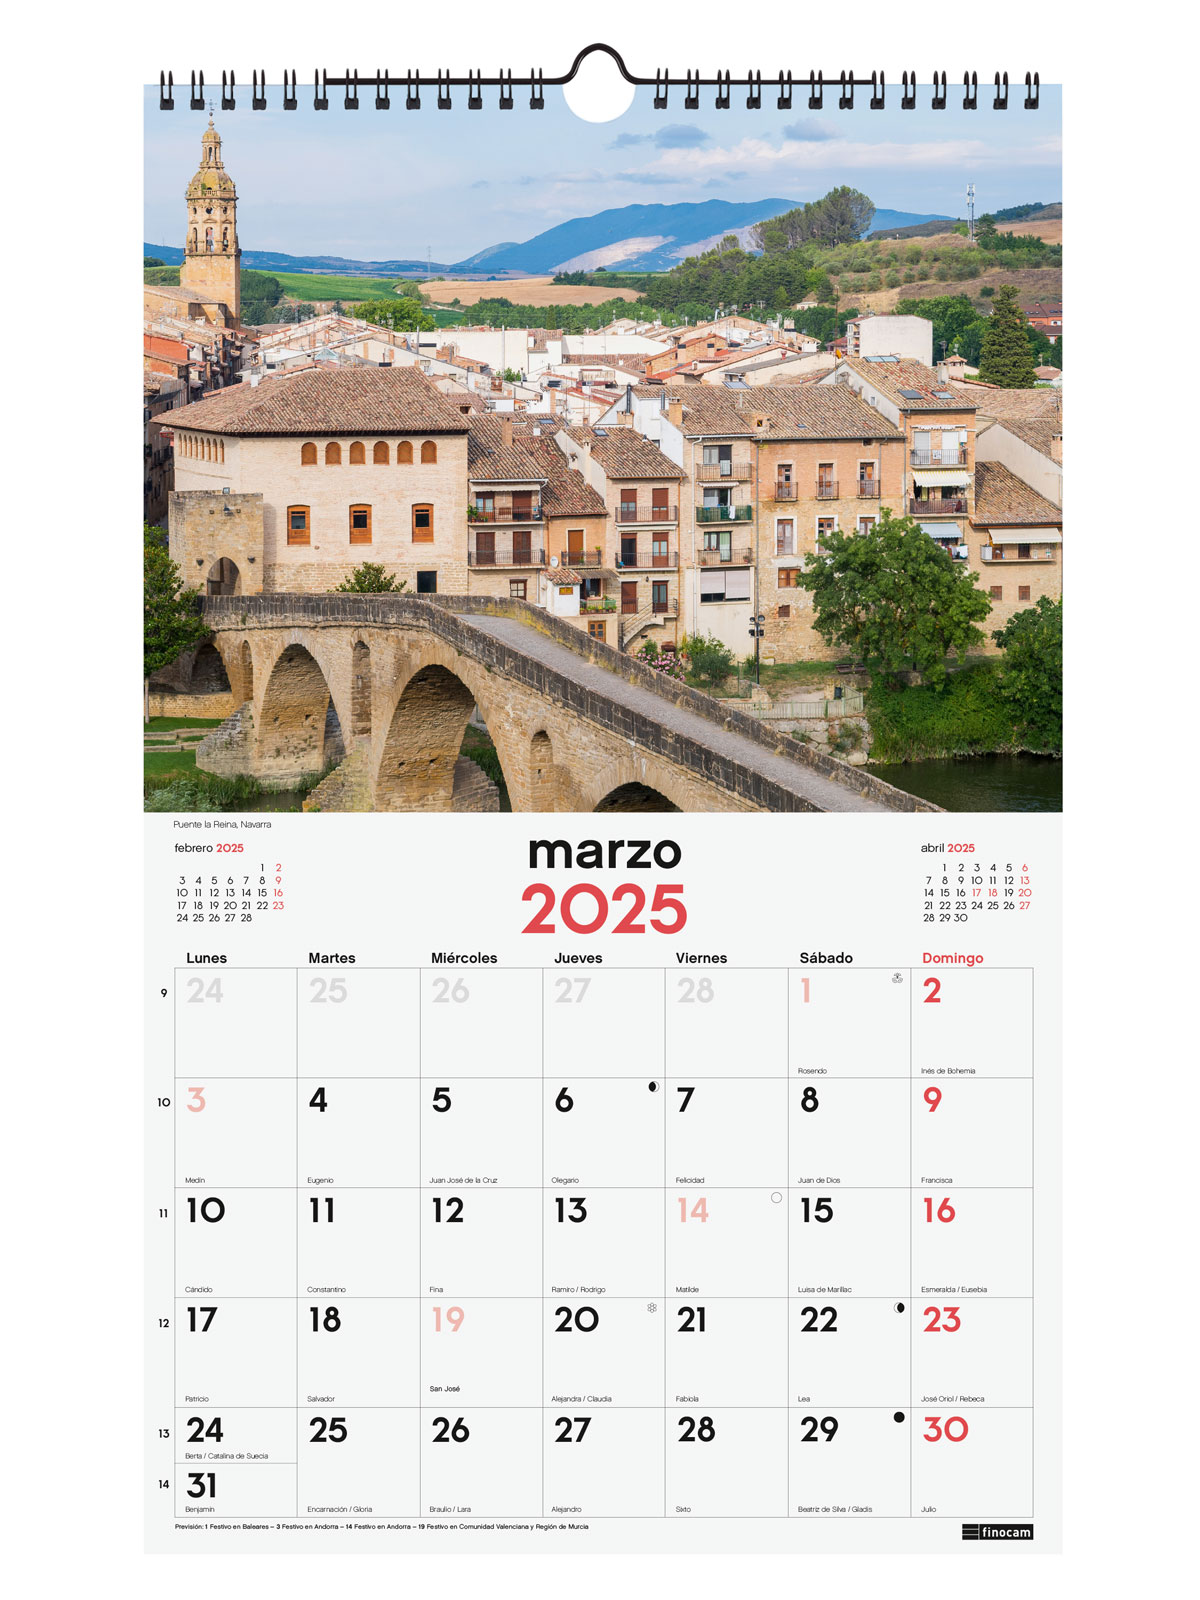 Puente la Reina, Navarra
febrero 2025
1 2
3 4 5 6 7 8 9
10 11 12 13 14 15 16
17 18 19 20 21 22 23
24 25 26 27 28
marzo
2025
abril 2025
1 2 3 4 5 6
7 8 9 10 11 12 13
14 15 16 17 18 19 20
21 22 23 24 25 26 27
28 29 30
Lunes Martes Miércoles Jueves Viernes Sábado Domingo
9 24 25 26 27 28 1 2
Rosendo Inés de Bohemia
10 3 4 5 6 7 8 9
Medín Eugenio Juan José de la Cruz Olegario Felicidad Juan de Dios Francisca
11 10 11 12 13 14 15 16
Cándido Constantino Fina Ramiro / Rodrigo Matilde Luisa de Marillac Esmeralda / Eusebia
12 17 18 19 20 21 22 23
San José
Patricio Salvador Alejandra / Claudia Fabiola Lea José Oriol / Rebeca
13 24 25 26 27 28 29 30
Berta / Catalina de Suecia
14 31
Benjamín Encarnación / Gloria Braulio / Lara Alejandro Sixto Beatriz de Silva / Gladis Julio
Previsión: 1 Festivo en Baleares – 3 Festivo en Andorra – 14 Festivo en Andorra – 19 Festivo en Comunidad Valenciana y Región de Murcia
finocam